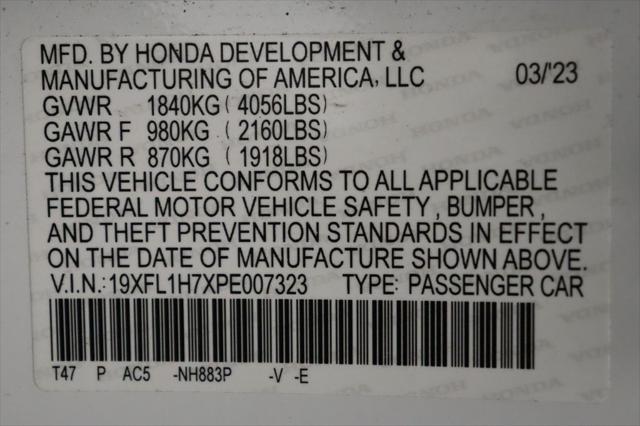 MFD. BY HONDA DEVELOPMENT &
MANUFACTURING OF AMERICA, LLC 03/'23
GVWR 1840KG (4056LBS)
GAWR F 980KG (2160LBS)
GAWR R 870KG (1918LBS)
THIS VEHICLE CONFORMS TO ALL APPLICABLE
FEDERAL MOTOR VEHICLE SAFETY , BUMPER ,
AND THEFT PREVENTION STANDARDS IN EFFECT
ON THE DATE OF MANUFACTURE SHOWN ABOVE.
V.I.N.:19XFL1H7XPE007323 TYPE: PASSENGER CAR
T47 P AC5 -NH883P -V -E